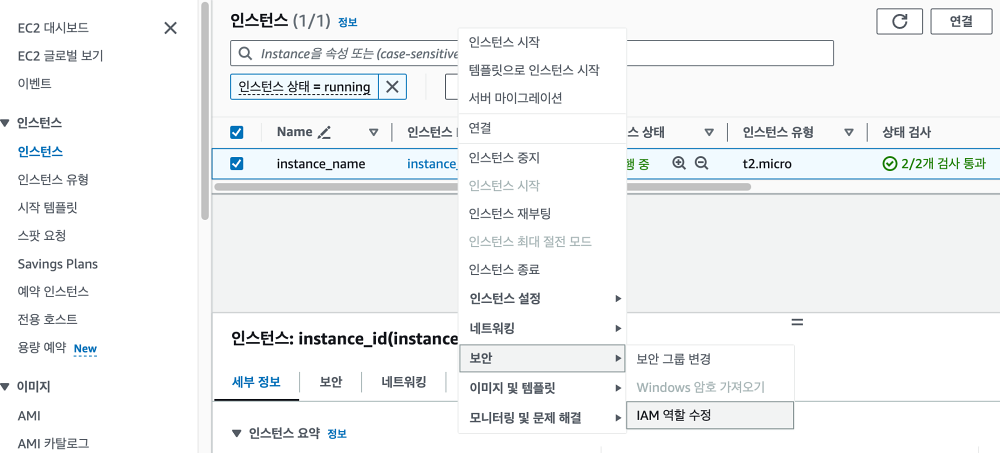 EC2 대시보드
EC2 글로벌 보기
이벤트
인스턴스
인스턴스
인스턴스 유형
시작 템플릿
스팟 요청
Savings Plans
예약 인스턴스
전용 호스트
용량 예약 New
이미지
AMI
AMI 카탈로그
인스턴스 (1/1) 정보
연결
Instance을 속성 또는 (case-sensitive
인스턴스 상태 = running
Name
인스턴스
상태
인스턴스 유형
상태 검사
instance_name
instance_
행 중
t2.micro
2/2개 검사 통과
인스턴스 시작
템플릿으로 인스턴스 시작
서버 마이그레이션
연결
인스턴스 중지
인스턴스 시작
인스턴스 재부팅
인스턴스 최대 절전 모드
인스턴스 종료
인스턴스 설정
네트워킹
보안
이미지 및 템플릿
모니터링 및 문제 해결
보안 그룹 변경
Windows 암호 가져오기
IAM 역할 수정
인스턴스: instance_id(instance
세부 정보
보안
네트워킹
인스턴스 요약 정보